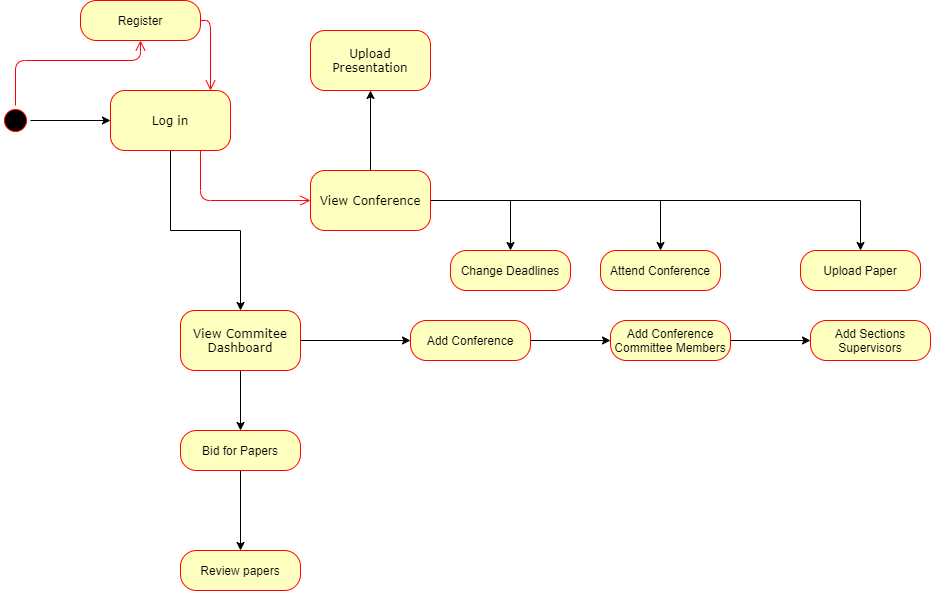 Register
Upload
Presentation
Log in
View Conference
Change Deadlines
Attend Conference
Upload Paper
View Commitee
Dashboard
Add Conference
Add Conference
Committee Members
Add Sections
Supervisors
Bid for Papers
Review papers